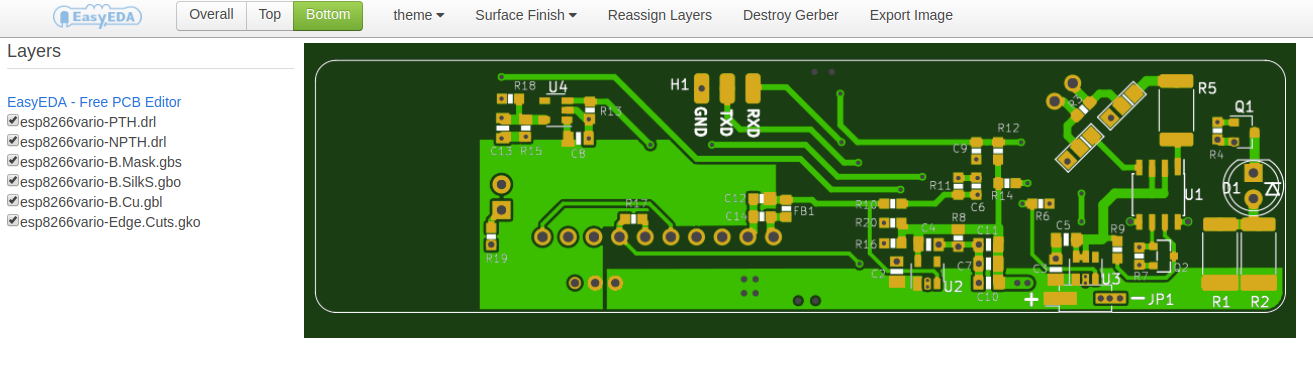 EasyEDA
Overall Top Bottom theme Surface Finish Reassign Layers Destroy Gerber Export Image
Layers
EasyEDA - Free PCB Editor
esp8266vario-PTH.drl
esp8266vario-NPTH.drl
esp8266vario-B.Mask.gbs
esp8266vario-B.SilkS.gbo
esp8266vario-B.Cu.gbl
esp8266vario-Edge.Cuts.gko
R18 U4 R13
C13 R15 C8
H1
GND TXD RXD
R5
Q1
R4
R12
C9
R11 C6 R14
U1
D1
C12 C14 FB1
R17
R19
R10 R20 R16
R8 C4 C11
C7 C10
U2
R6 C5 R9
R7 Q2
U3
+ − JP1
R1 R2